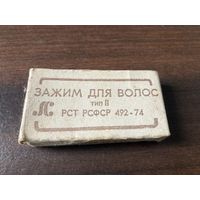 ЗАЖИМ ДЛЯ ВОЛОС
тип II
РСТ РСФСР 492-74